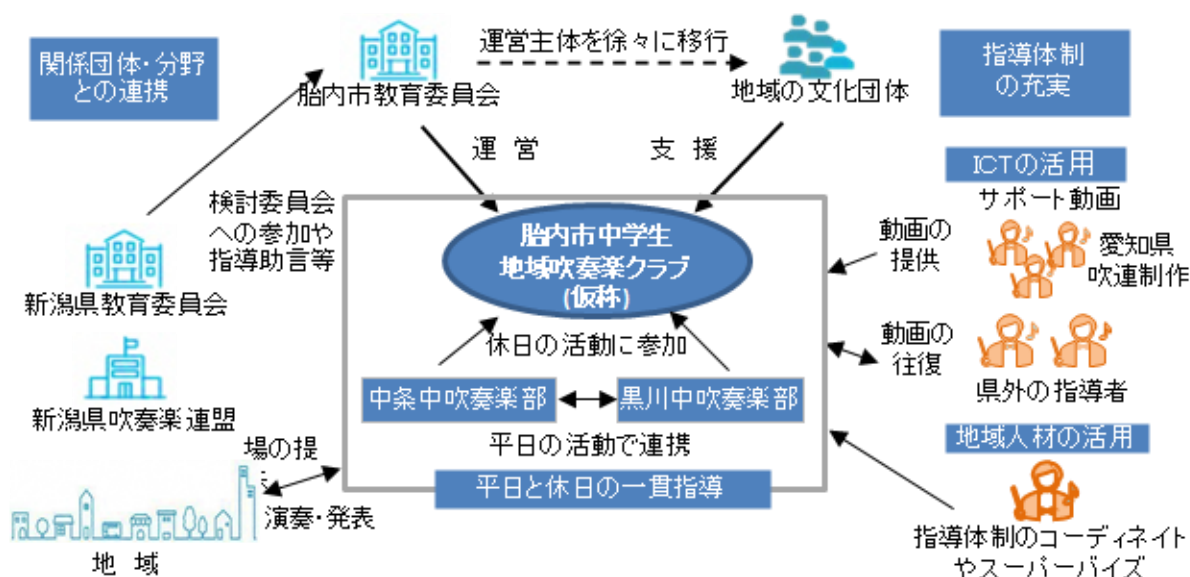 関係団体・分野
との連携
胎内市教育委員会
運営主体を徐々に移行
地域の文化団体
指導体制
の充実
運 営
支 援
検討委員会
への参加や
指導助言等
新潟県教育委員会
新潟県吹奏楽連盟
場の提
演奏・発表
地 域
胎内市中学生
地域吹奏楽クラブ
(仮称)
休日の活動に参加
中条中吹奏楽部
黒川中吹奏楽部
平日の活動で連携
平日と休日の一貫指導
ICTの活用
サポート動画
動画の
提供
愛知県
吹連制作
動画の
往復
県外の指導者
地域人材の活用
指導体制のコーディネイト
やスーパーバイズ